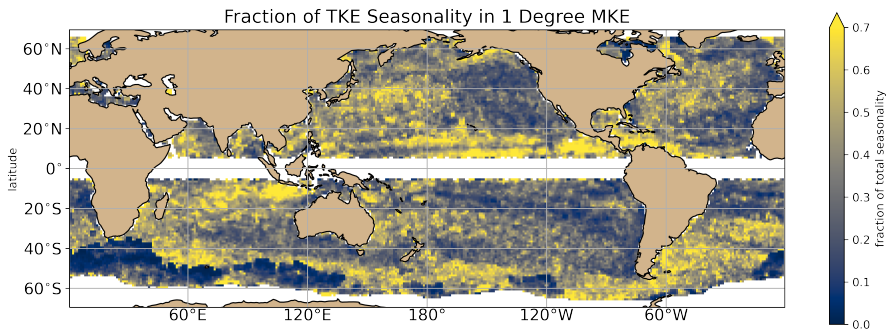 Fraction of TKE Seasonality in 1 Degree MKE
60°N
40°N
20°N
0°
20°S
40°S
60°S
latitude
60°E
120°E
180°
120°W
60°W
0.7
0.6
0.5
0.4
0.3
0.2
0.1
0.0
fraction of total seasonality